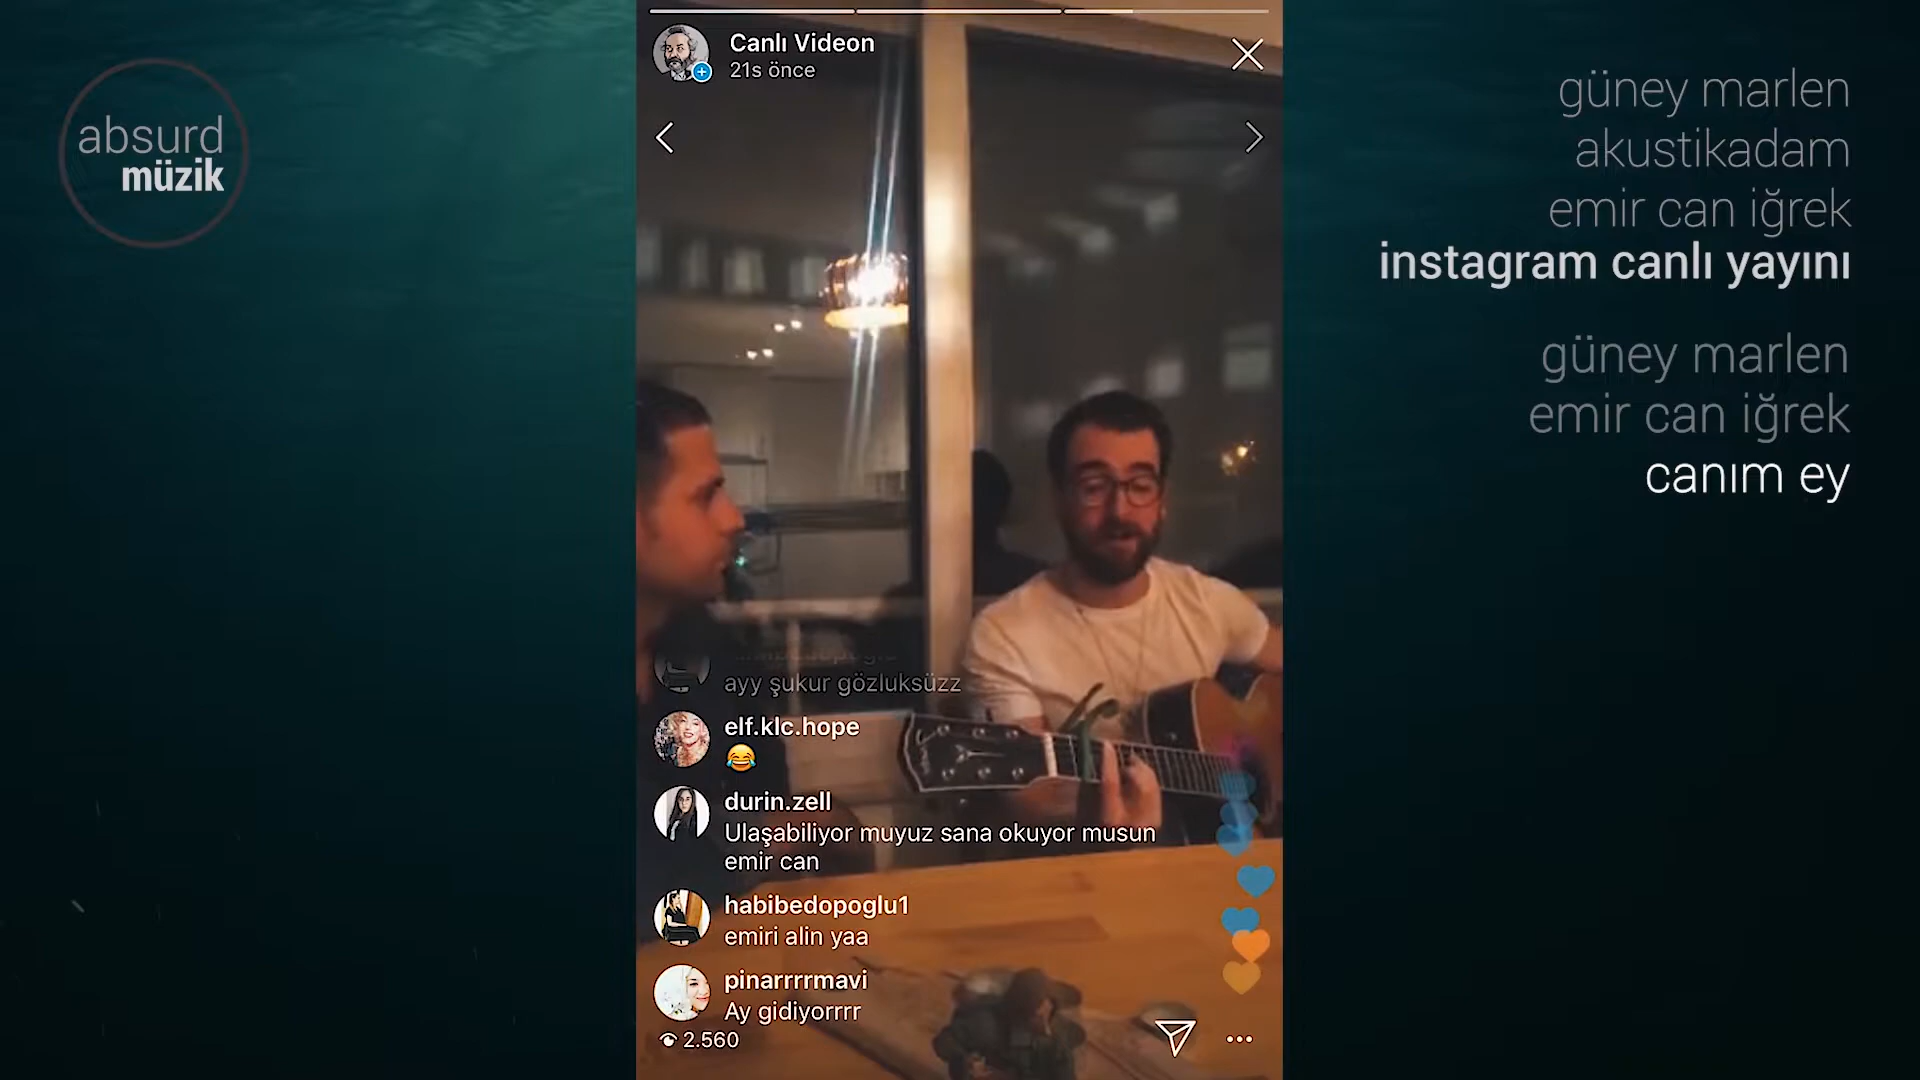 absurd
müzik
Canlı Videon
21s önce
güney marlen
akustikadam
emir can iğrek
instagram canlı yayını
güney marlen
emir can iğrek
canım ey
ayy şukur gözluksüzz
elf.klc.hope
😂
durin.zell
Ulaşabiliyor muyuz sana okuyor musun
emir can
habibedopoglu1
emiri alin yaa
pinarrrrmavi
Ay gidiyorrrr
2.560